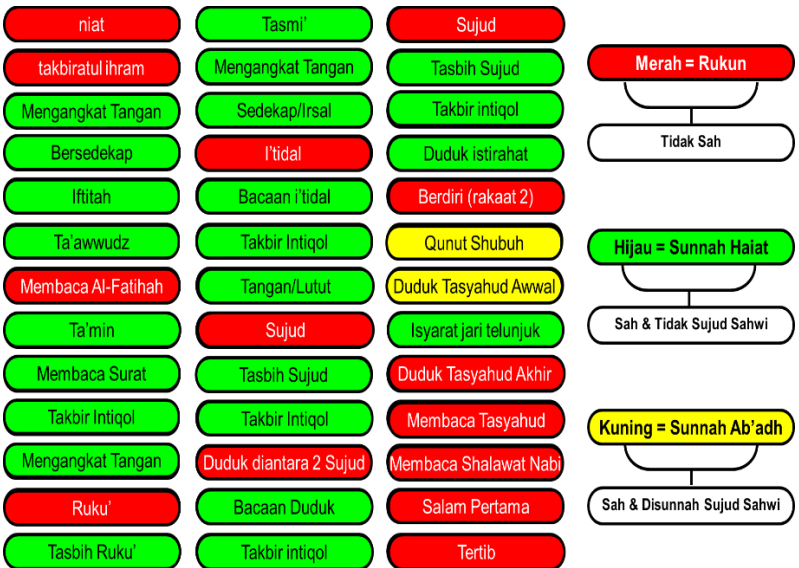 niat
takbiratul ihram
Mengangkat Tangan
Bersedekap
Iftitah
Ta'awwudz
Membaca Al-Fatihah
Ta'min
Membaca Surat
Takbir Intiqol
Mengangkat Tangan
Ruku'
Tasbih Ruku'
Tasmi'
Mengangkat Tangan
Sedekap/Irsal
I'tidal
Bacaan i'tidal
Takbir Intiqol
Tangan/Lutut
Sujud
Tasbih Sujud
Takbir Intiqol
Duduk diantara 2 Sujud
Bacaan Duduk
Takbir intiqol
Sujud
Tasbih Sujud
Takbir intiqol
Duduk istirahat
Berdiri (rakaat 2)
Qunut Shubuh
Duduk Tasyahud Awwal
Isyarat jari telunjuk
Duduk Tasyahud Akhir
Membaca Tasyahud
Membaca Shalawat Nabi
Salam Pertama
Tertib
Merah = Rukun
Tidak Sah
Hijau = Sunnah Haiat
Sah & Tidak Sujud Sahwi
Kuning = Sunnah Ab'adh
Sah & Disunnah Sujud Sahwi